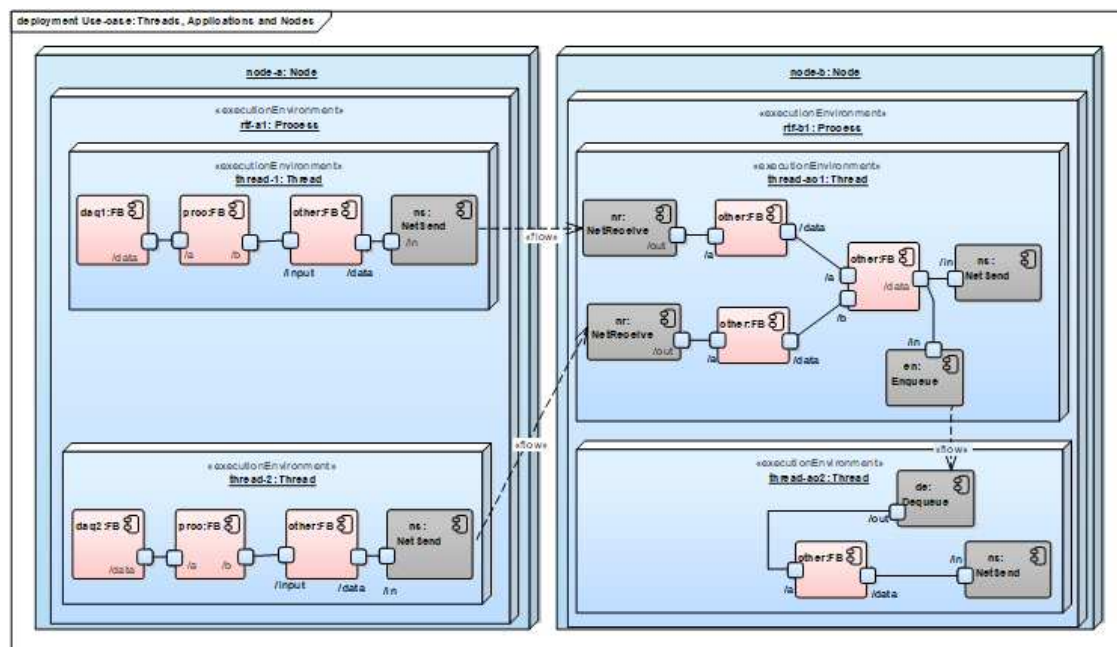 deployment Use-case: Threads, Applications and Nodes
node-a: Node
«executionEnvironment»
rtf-a1: Process
«executionEnvironment»
thread-1: Thread
daq1:FB
/data
proc:FB
/a
/b
other:FB
/input
/data
ns:
NetSend
/in
«flow»
«executionEnvironment»
thread-2: Thread
daq2:FB
/data
proc:FB
/a
/b
other:FB
/input
/data
ns:
NetSend
/in
«flow»
node-b: Node
«executionEnvironment»
rtf-b1: Process
«executionEnvironment»
thread-ao1: Thread
nr:
NetReceive
/out
other:FB
/a
/data
nr:
NetReceive
/out
other:FB
/a
/data
other:FB
/a
/b
/data
/in
ns:
NetSend
/in
en:
Enqueue
«flow»
«executionEnvironment»
thread-ao2: Thread
de:
Dequeue
/out
other:FB
/a
/data
/in
ns:
NetSend